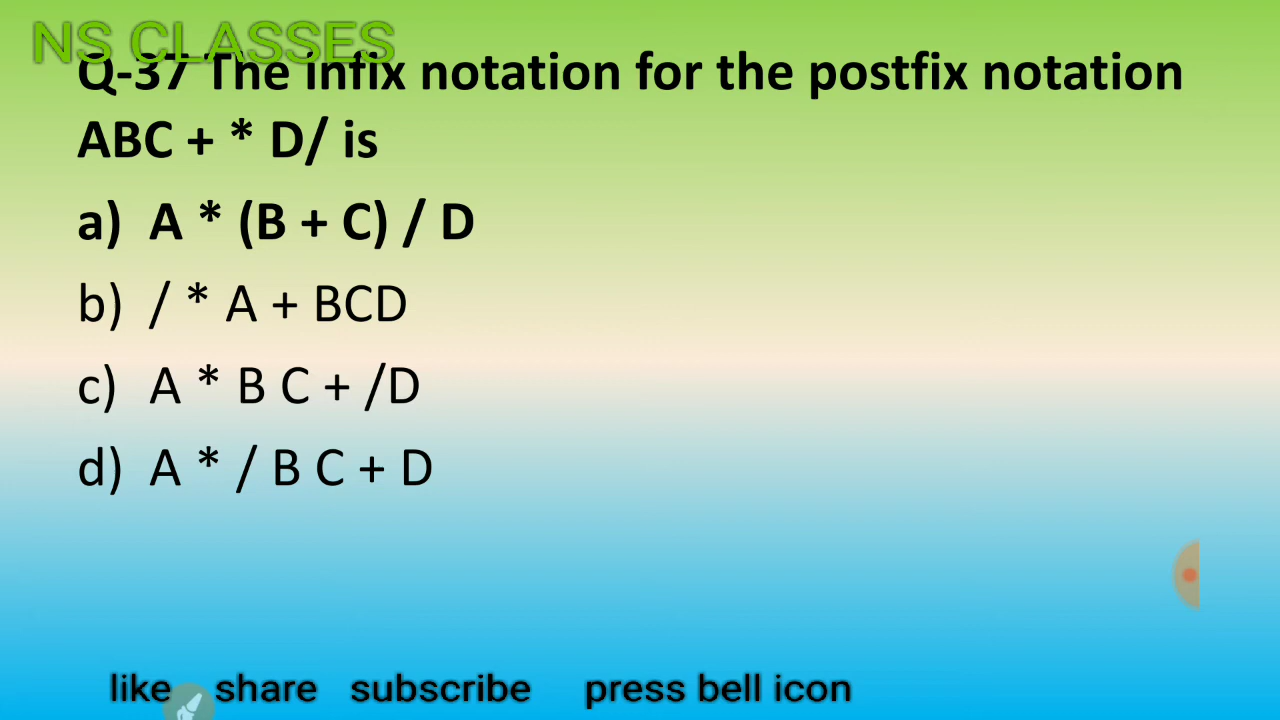 NS CLASSES
Q-37 The infix notation for the postfix notation
ABC + * D/ is
a) A * (B + C) / D
b) / * A + BCD
c) A * B C + /D
d) A * / B C + D
like share subscribe press bell icon